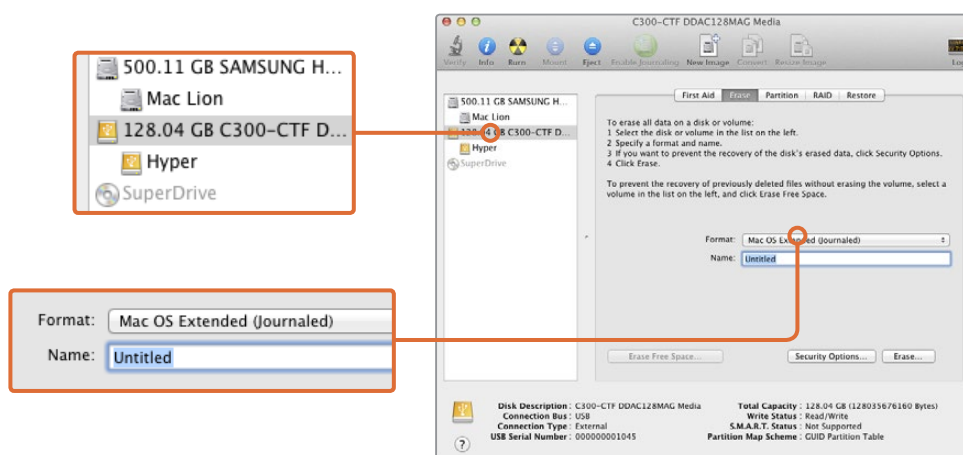 500.11 GB SAMSUNG H...
Mac Lion
128.04 GB C300-CTF D...
Hyper
SuperDrive
Format: Mac OS Extended (Journaled)
Name: Untitled
C300-CTF DDAC128MAG Media
Verify Info Burn Mount Eject Enable Journaling New Image Convert Resize Image
500.11 GB SAMSUNG H...
Mac Lion
128.04 GB C300-CTF D...
Hyper
SuperDrive
First Aid Erase Partition RAID Restore
To erase all data on a disk or volume:
1 Select the disk or volume in the list on the left.
2 Specify a format and name.
3 If you want to prevent the recovery of the disk's erased data, click Security Options.
4 Click Erase.
To prevent the recovery of previously deleted files without erasing the volume, select a
volume in the list on the left, and click Erase Free Space.
Format: Mac OS Extended (Journaled)
Name: Untitled
Erase Free Space... Security Options... Erase...
Disk Description : C300-CTF DDAC128MAG Media
Connection Bus : USB
Connection Type : External
USB Serial Number : 000000001045
Total Capacity : 128.04 GB (128035676160 Bytes)
Write Status : Read/Write
S.M.A.R.T. Status : Not Supported
Partition Map Scheme : GUID Partition Table
?